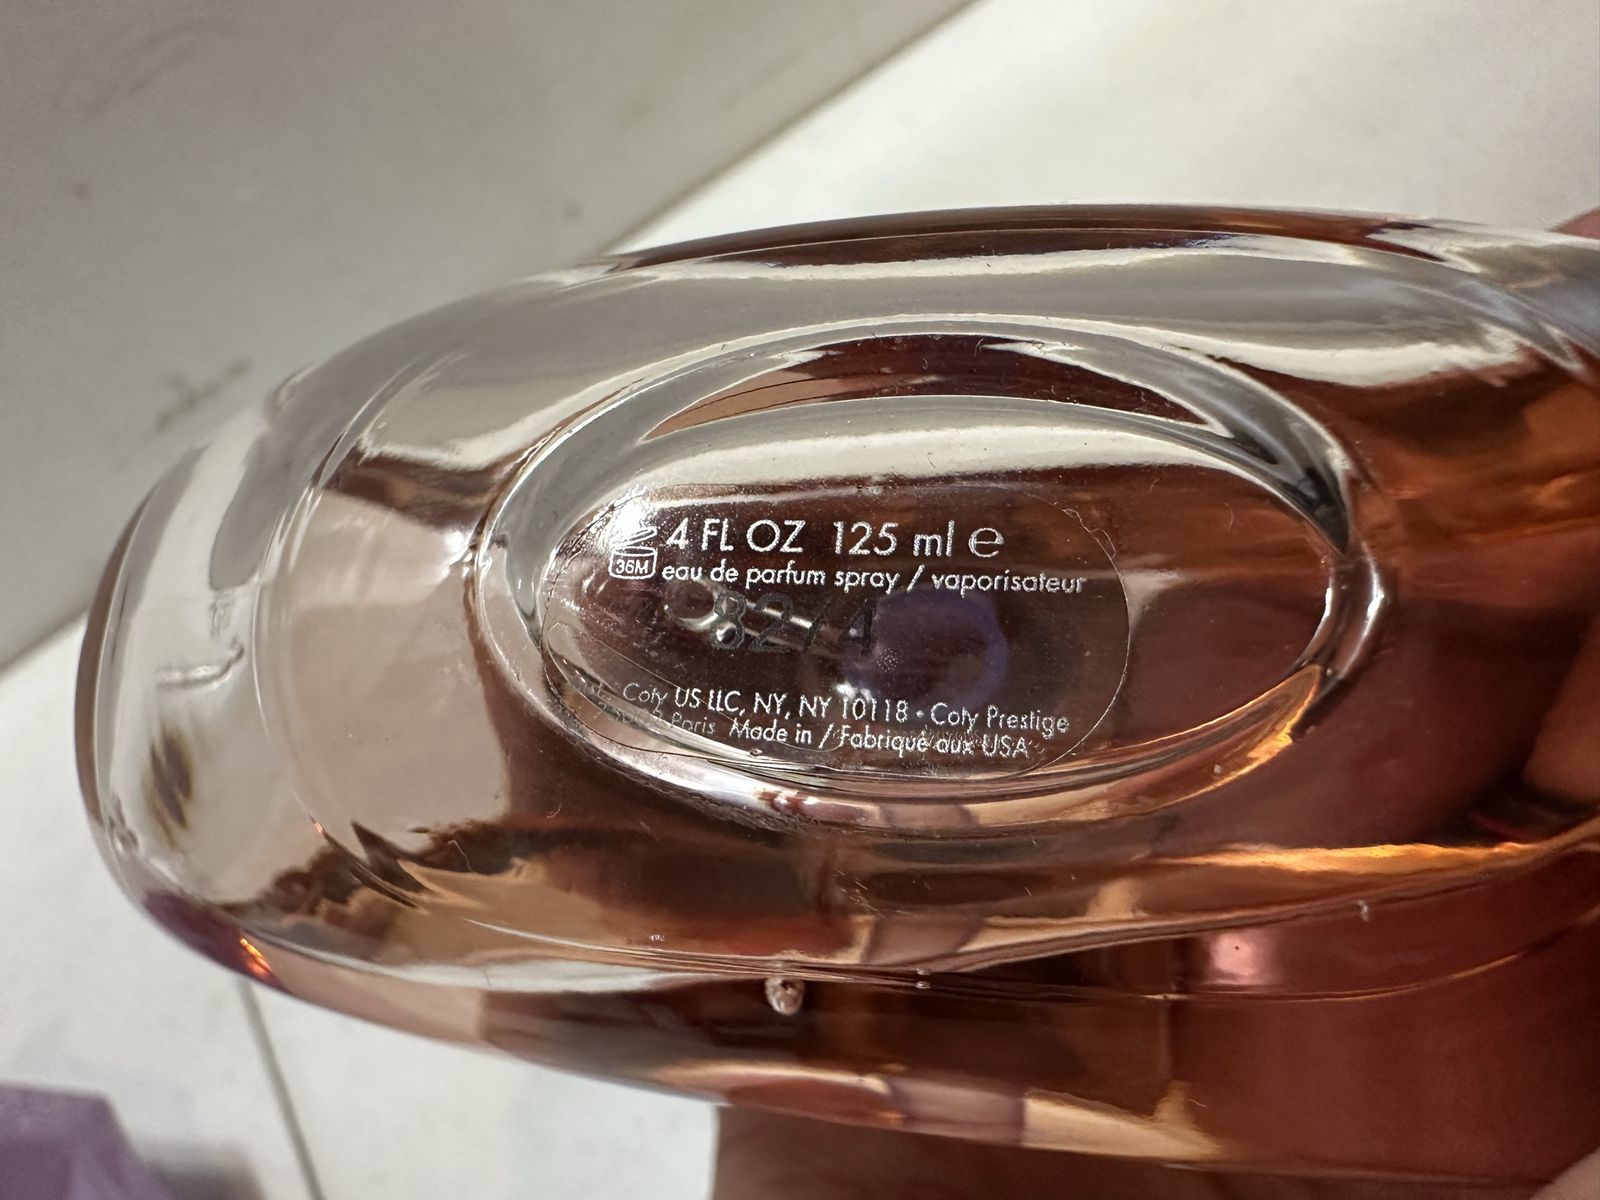 4 FL OZ 125 ml ℮
36M eau de parfum spray / vaporisateur
8274
Coty US LLC, NY, NY 10118 • Coty Prestige
Paris Made in / Fabriqué aux USA